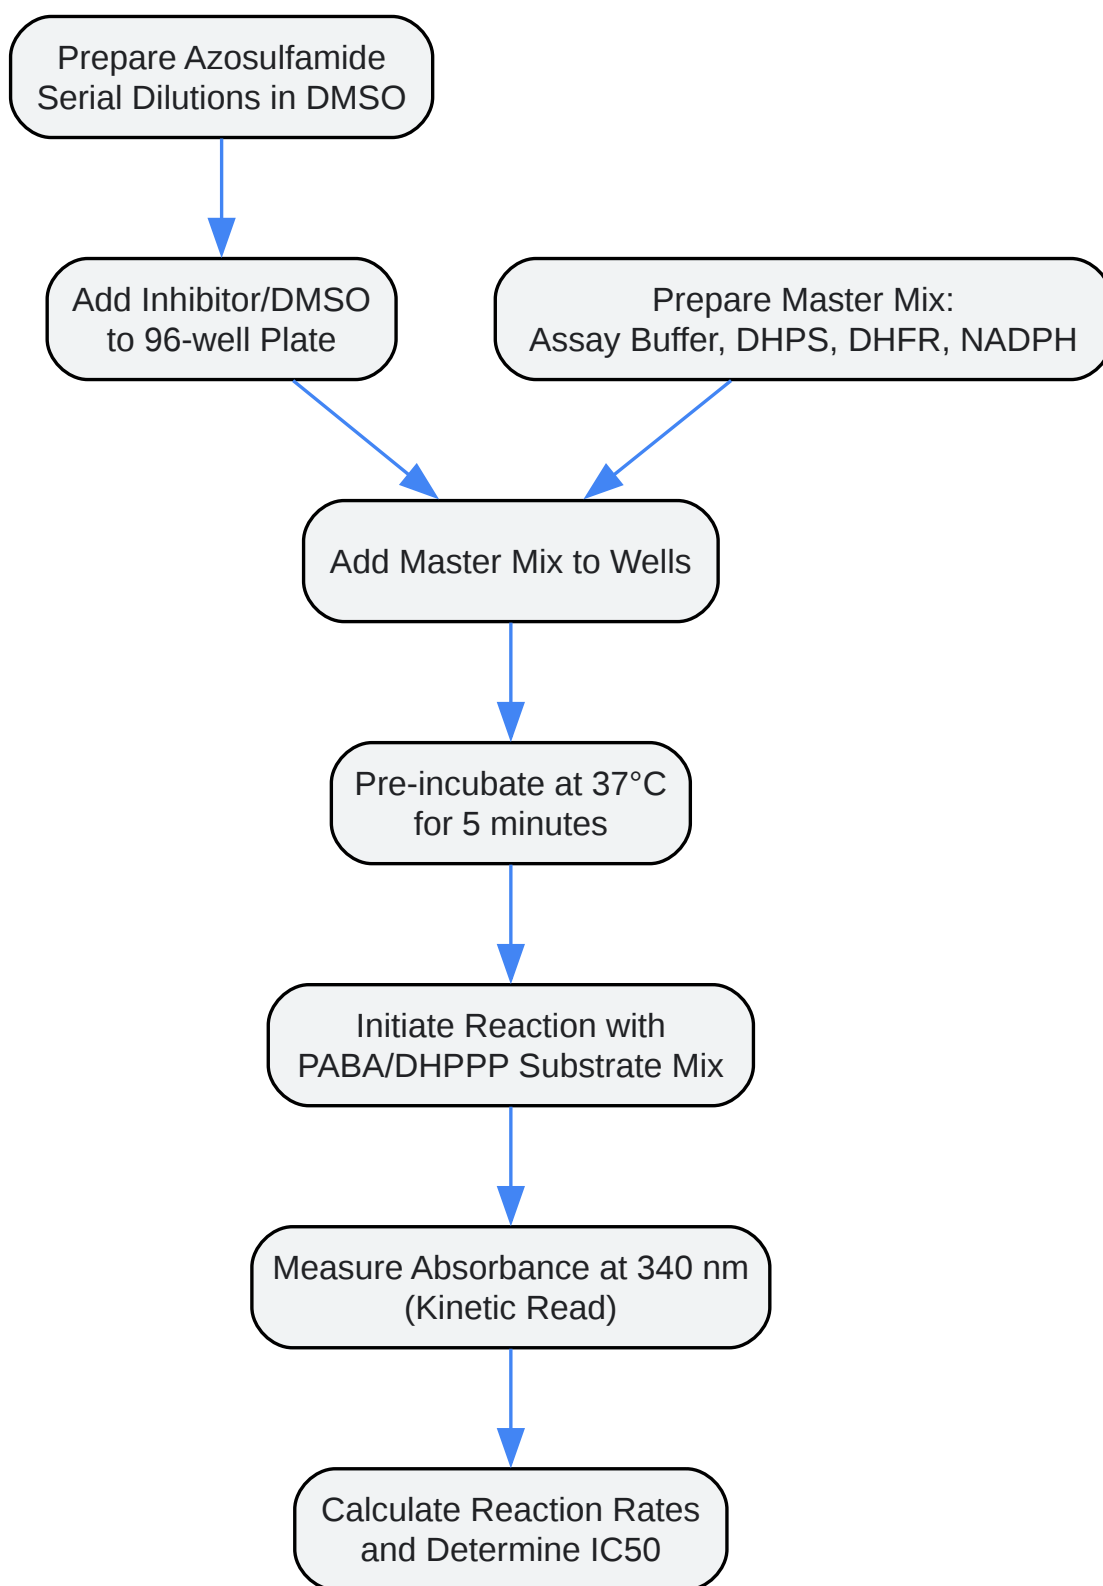 Prepare Azosulfamide
Serial Dilutions in DMSO
Add Inhibitor/DMSO
to 96-well Plate
Prepare Master Mix:
Assay Buffer, DHPS, DHFR, NADPH
Add Master Mix to Wells
Pre-incubate at 37°C
for 5 minutes
Initiate Reaction with
PABA/DHPPP Substrate Mix
Measure Absorbance at 340 nm
(Kinetic Read)
Calculate Reaction Rates
and Determine IC50